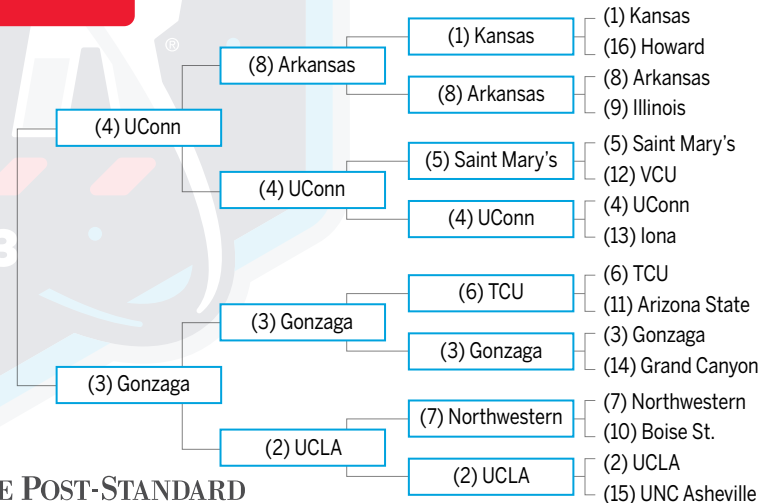 (1) Kansas
(16) Howard
(8) Arkansas
(9) Illinois
(5) Saint Mary's
(12) VCU
(4) UConn
(13) Iona
(6) TCU
(11) Arizona State
(3) Gonzaga
(14) Grand Canyon
(7) Northwestern
(10) Boise St.
(2) UCLA
(15) UNC Asheville
(1) Kansas
(8) Arkansas
(5) Saint Mary's
(4) UConn
(6) TCU
(3) Gonzaga
(7) Northwestern
(2) UCLA
(8) Arkansas
(4) UConn
(3) Gonzaga
(2) UCLA
(4) UConn
(3) Gonzaga
®
3
E POST-STANDARD